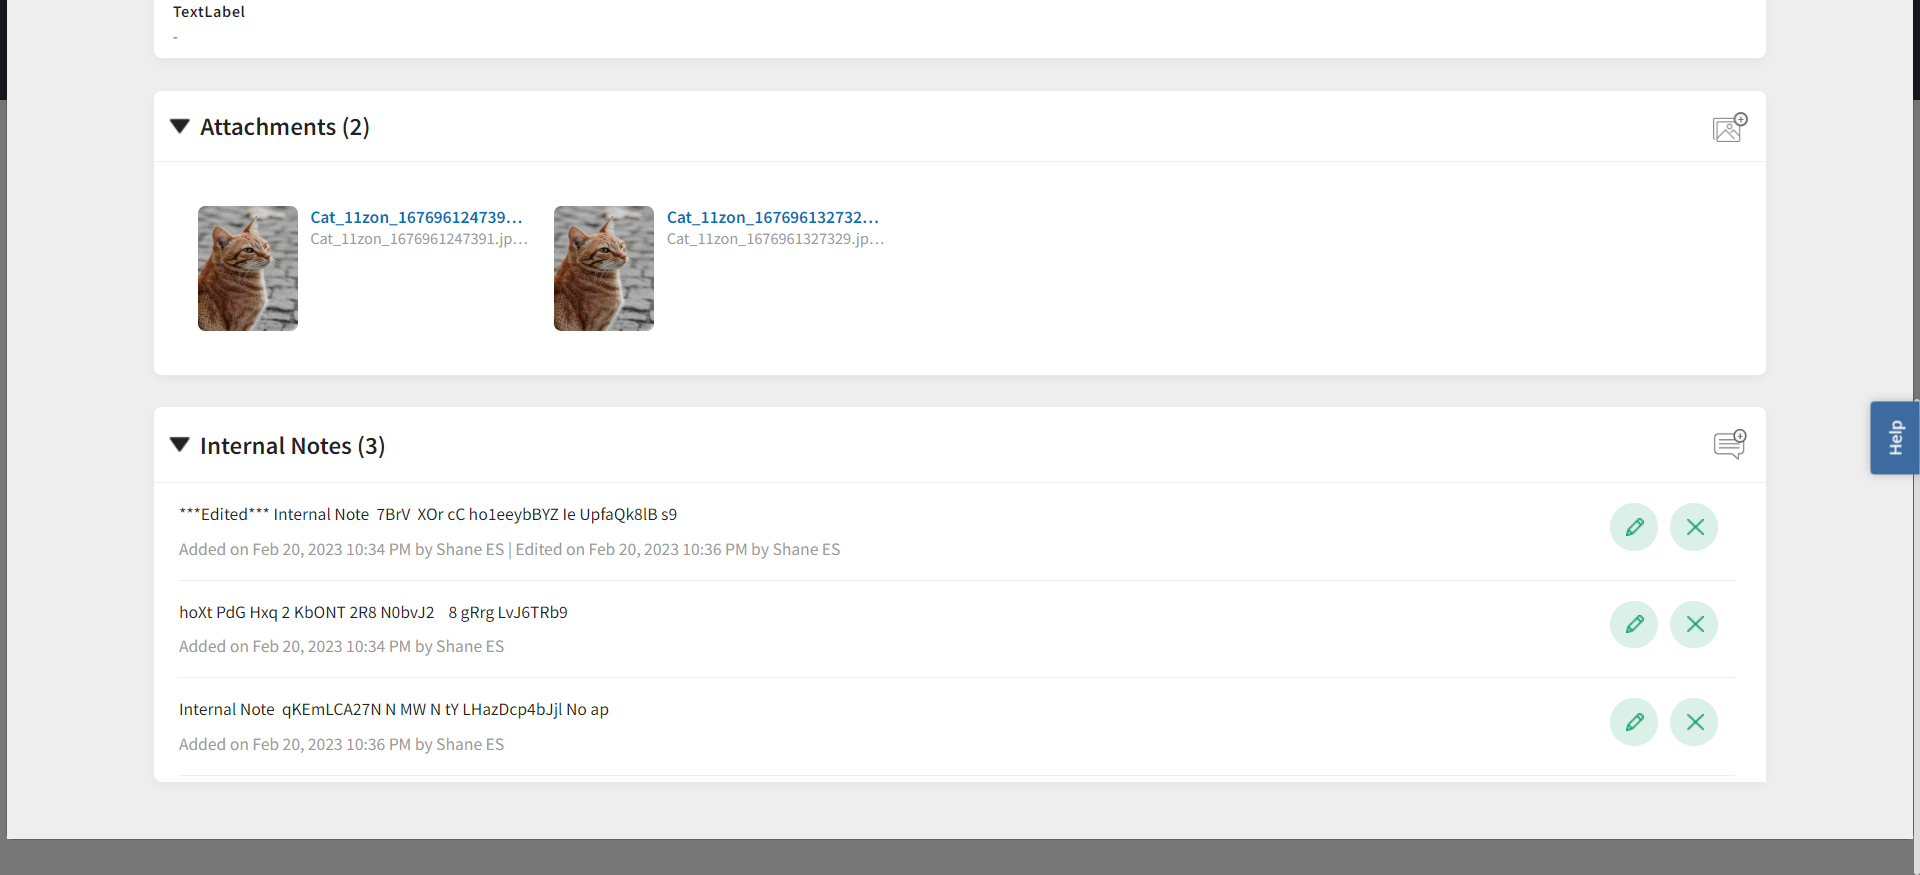 TextLabel
-
Attachments (2)
Cat_11zon_167696124739...
Cat_11zon_1676961247391.jp...
Cat_11zon_167696132732...
Cat_11zon_1676961327329.jp...
Help
Internal Notes (3)
***Edited*** Internal Note  7BrV  XOr cC ho1eeybBYZ Ie UpfaQk8lB s9
Added on Feb 20, 2023 10:34 PM by Shane ES | Edited on Feb 20, 2023 10:36 PM by Shane ES
hoXt PdG Hxq 2 KbONT 2R8 N0bvJ2    8 gRrg LvJ6TRb9
Added on Feb 20, 2023 10:34 PM by Shane ES
Internal Note  qKEmLCA27N N MW N tY LHazDcp4bJjl No ap
Added on Feb 20, 2023 10:36 PM by Shane ES